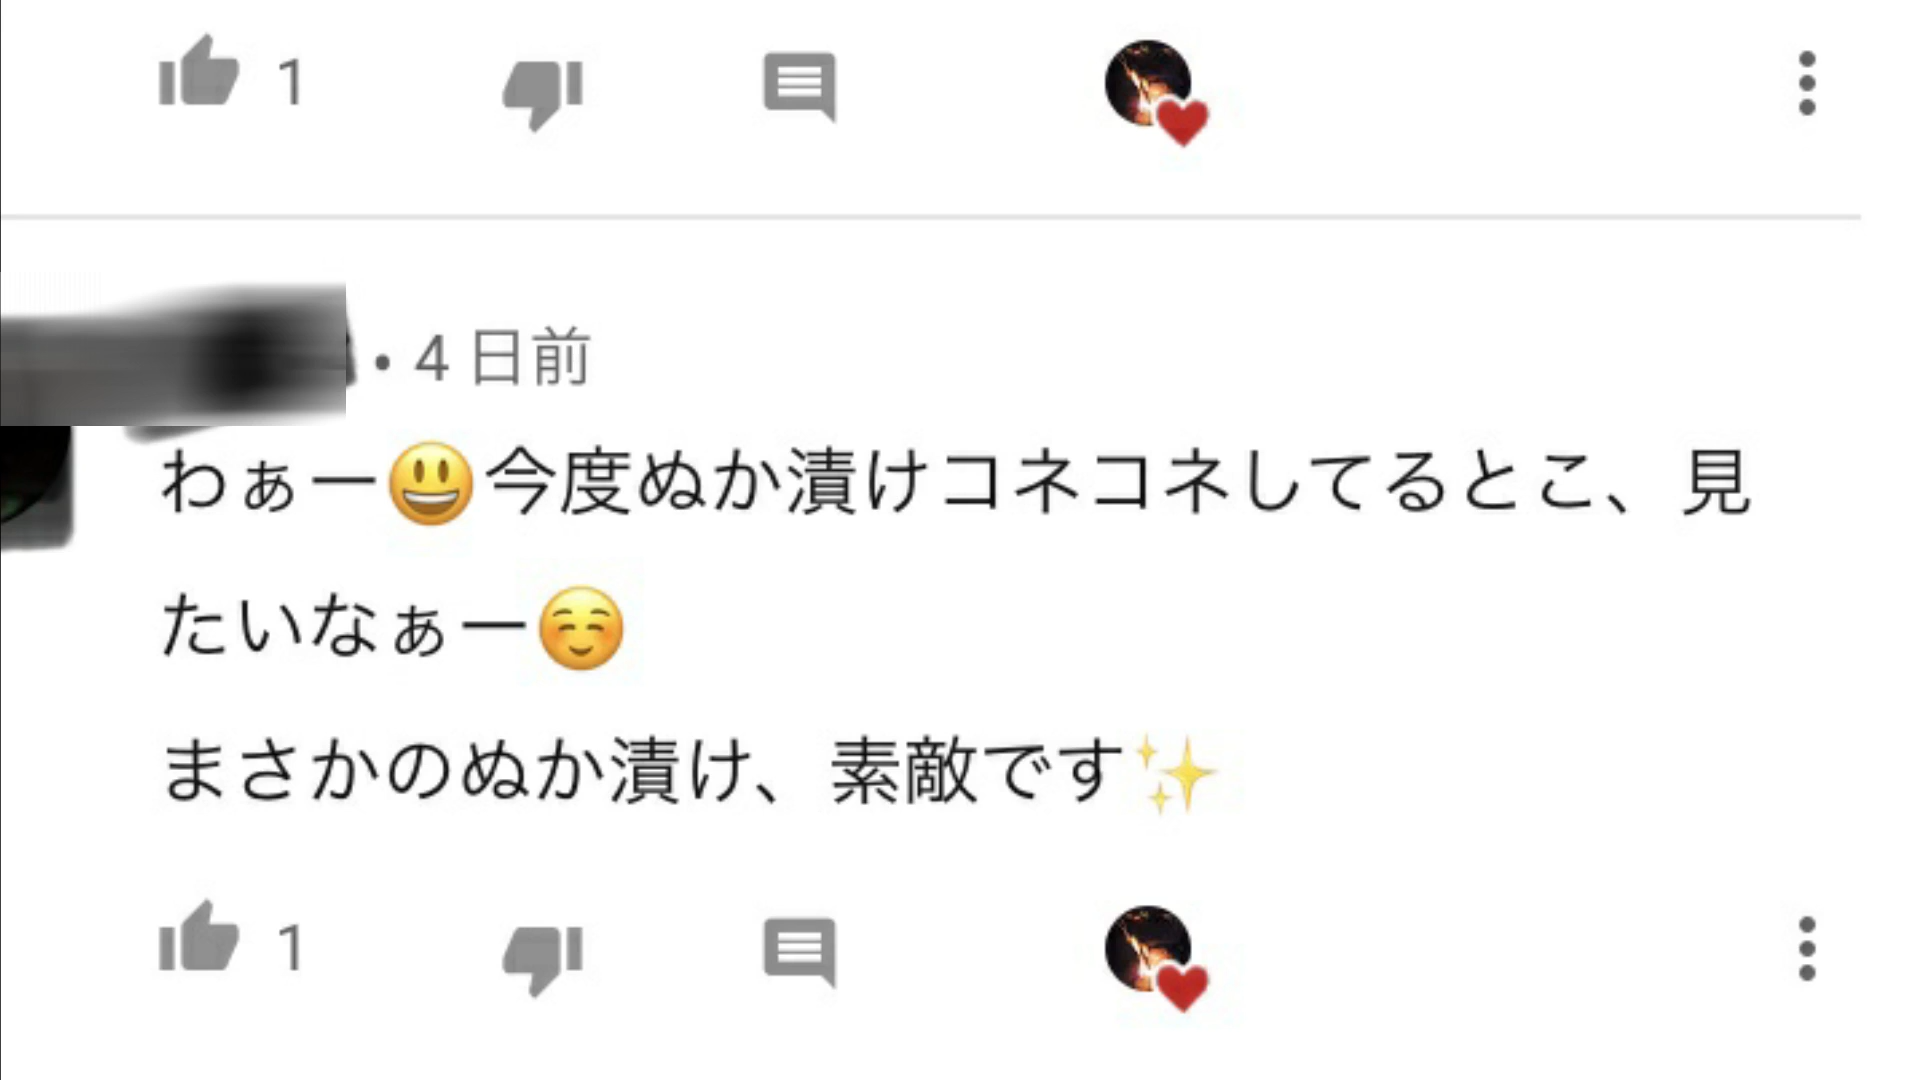 1
• 4 日前
わぁー😃今度ぬか漬けコネコネしてるとこ、見
たいなぁー☺️
まさかのぬか漬け、素敵です✨
1